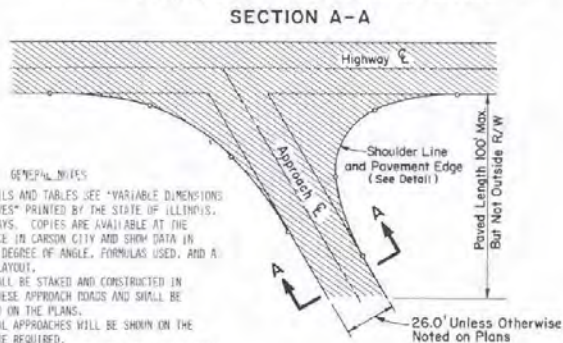 SECTION A-A
Highway ℄
Approach ℄
Shoulder Line
and Pavement Edge
(See Detail)
Paved Length 100' Max.
But Not Outside R/W
A
A
26.0' Unless Otherwise
Noted on Plans
GENERAL NOTES
ILS AND TABLES SEE "VARIABLE DIMENSIONS
VES" PRINTED BY THE STATE OF ILLINOIS.
AYS. COPIES ARE AVAILABLE AT THE
CE IN CARSON CITY AND SHOW DATA IN
DEGREE OF ANGLE, FORMULAS USED, AND A
LAYOUT.
ALL BE STAKED AND CONSTRUCTED IN
HESE APPROACH ROADS AND SHALL BE
ON THE PLANS.
AL APPROACHES WILL BE SHOWN ON THE
RE REQUIRED.